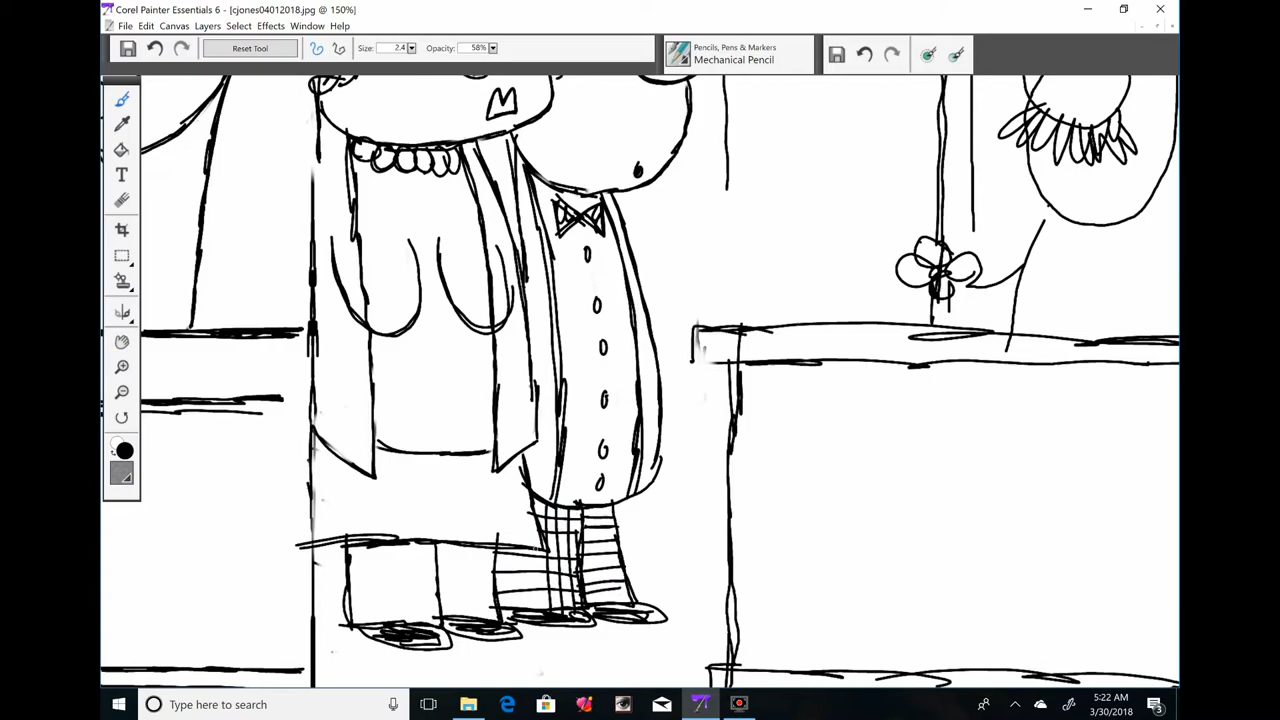 Corel Painter Essentials 6 - [cjones04012018.jpg @ 150%]
File Edit Canvas Layers Select Effects Window Help
Reset Tool Size: 2.4 Opacity: 58%
Pencils, Pens & Markers
Mechanical Pencil
T
Type here to search
5:22 AM
3/30/2018
3